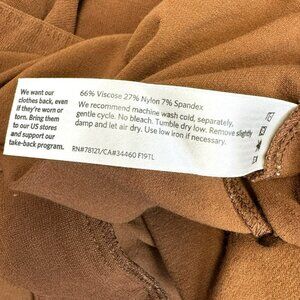 We want our
clothes back, even
if they're worn or
torn. Bring them
to our US stores
and support our
take-back program.
66% Viscose 27% Nylon 7% Spandex
We recommend machine wash cold, separately,
gentle cycle. No bleach. Tumble dry low. Remove slightly
damp and let air dry. Use low iron if necessary.
RN#78121/CA#34460 F19TL